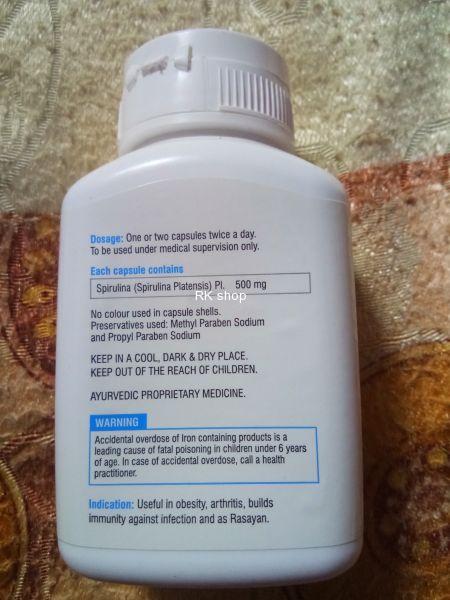 Dosage: One or two capsules twice a day.
To be used under medical supervision only.
Each capsule contains
Spirulina (Spirulina Platensis) Pl. 500 mg
RK shop
No colour used in capsule shells.
Preservatives used: Methyl Paraben Sodium
and Propyl Paraben Sodium
KEEP IN A COOL, DARK & DRY PLACE.
KEEP OUT OF THE REACH OF CHILDREN.
AYURVEDIC PROPRIETARY MEDICINE.
WARNING
Accidental overdose of Iron containing products is a
leading cause of fatal poisoning in children under 6 years
of age. In case of accidental overdose, call a health
practitioner.
Indication: Useful in obesity, arthritis, builds
immunity against infection and as Rasayan.